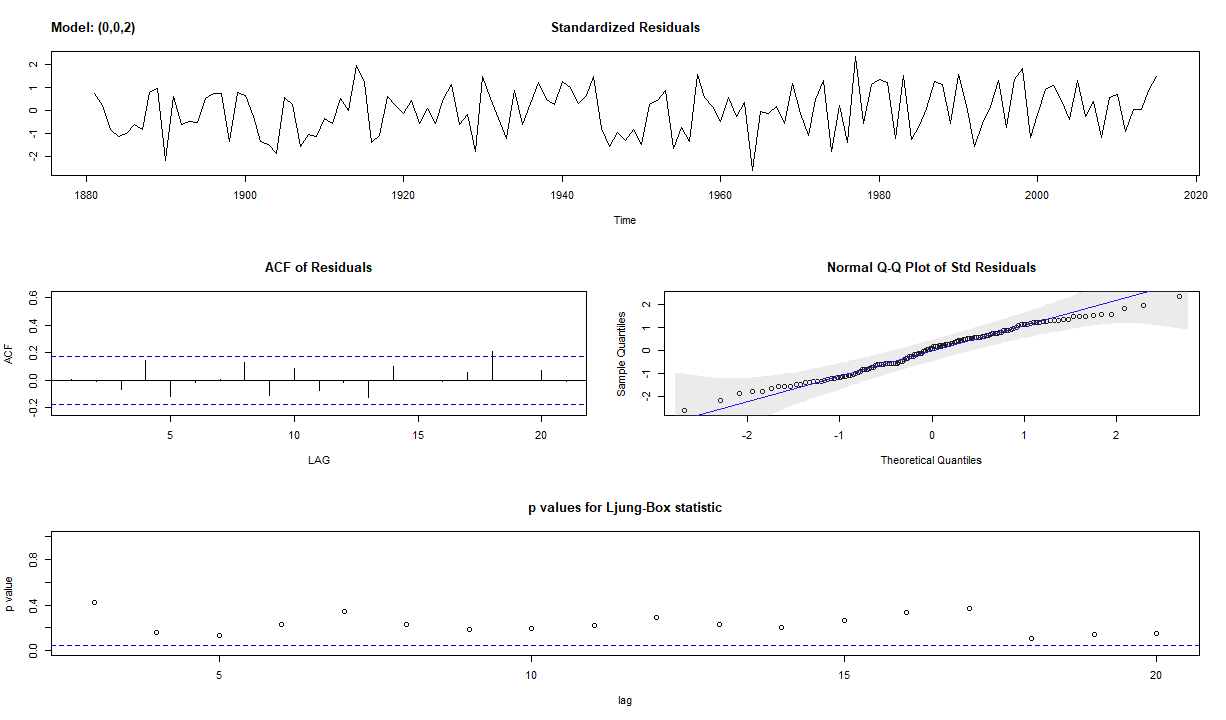 Model: (0,0,2) Standardized Residuals
2
1
0
-1
-2
1880 1900 1920 1940 1960 1980 2000 2020
Time
ACF of Residuals
0.6
0.4
0.2
0.0
-0.2
ACF
5 10 15 20
LAG
Normal Q-Q Plot of Std Residuals
2
1
0
-1
-2
Sample Quantiles
-2 -1 0 1 2
Theoretical Quantiles
p values for Ljung-Box statistic
0.8
0.4
0.0
p value
5 10 15 20
lag